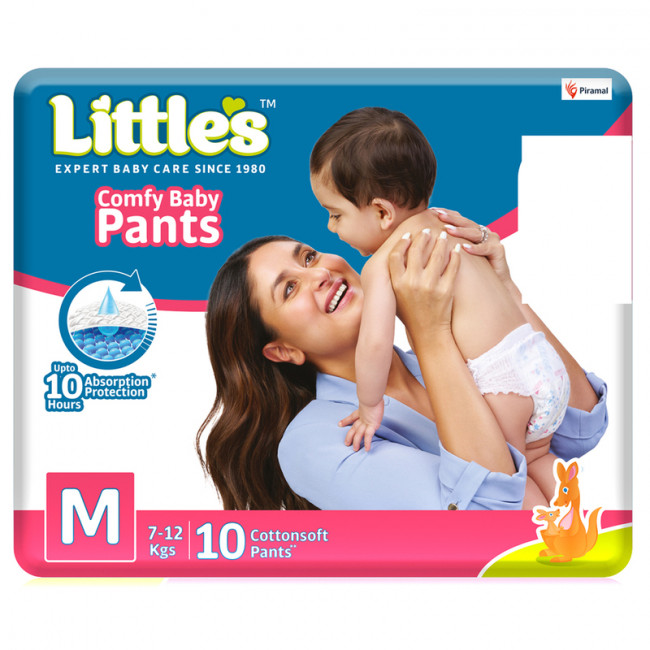 Piramal
Little's™
EXPERT BABY CARE SINCE 1980
Comfy Baby
Pants
Upto
10
Hours
Absorption*
Protection
M
7-12
Kgs
10
Cottonsoft
Pants**